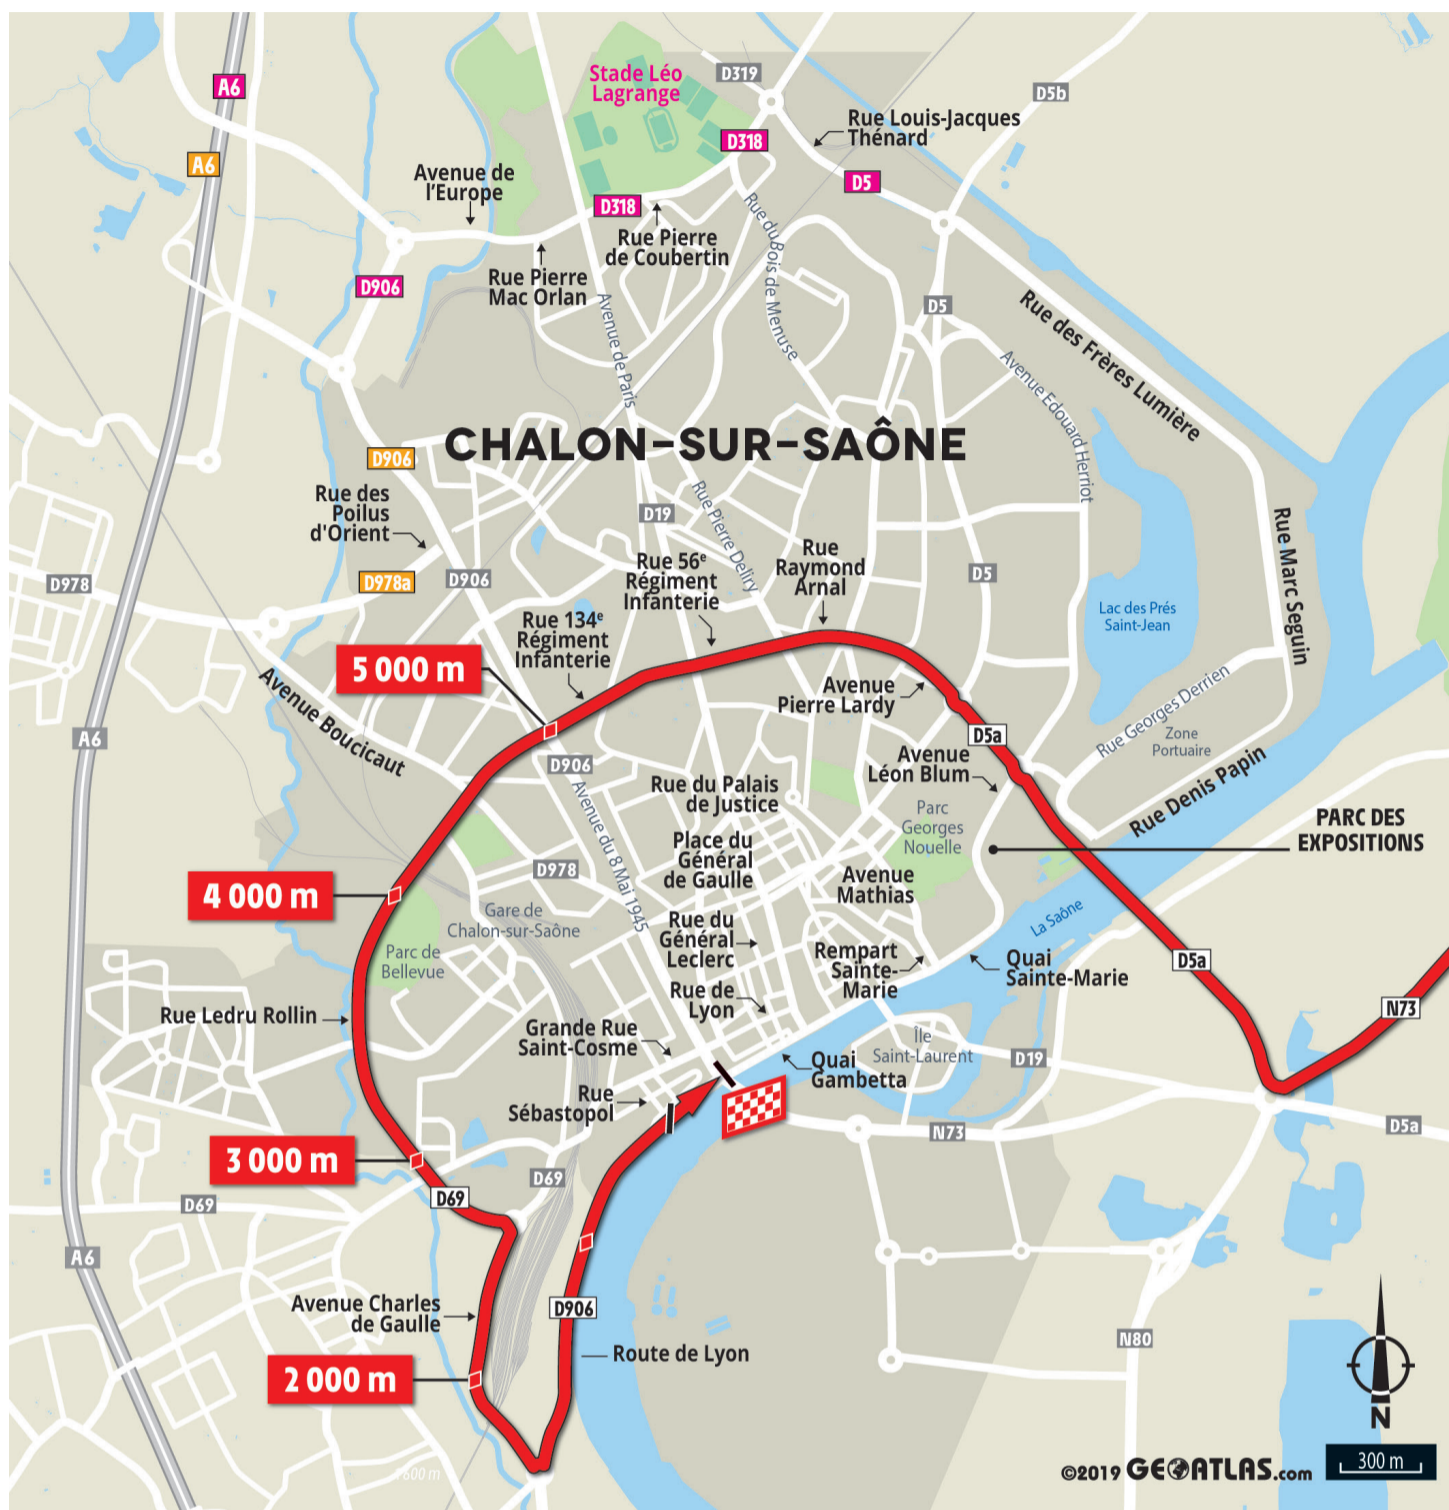 A6
A6
Stade Léo
Lagrange
D319
D5b
Rue Louis-Jacques
Thénard
D318
D5
Avenue de
l'Europe
D318
Rue Pierre
de Coubertin
Rue du Bois de Menuse
Rue Pierre
Mac Orlan
D906
Avenue de Paris
D5
Rue des Frères Lumière
Avenue Edouard Herriot
CHALON-SUR-SAÔNE
D906
Rue des
Poilus
d'Orient
D19
Rue Pierre Deliry
Rue Marc Seguin
D978
D978a
D906
Rue 56e
Régiment
Infanterie
Rue
Raymond
Arnal
D5
Lac des Prés
Saint-Jean
Rue 134e
Régiment
Infanterie
5 000 m
Avenue Boucicaut
Avenue
Pierre Lardy
Rue Georges Derrien
Zone
Portuaire
A6
D906
D5a
Avenue
Léon Blum
Rue Denis Papin
Avenue du 8 Mai 1945
Rue du Palais
de Justice
Parc
Georges
Nouelle
PARC DES
EXPOSITIONS
Place du
Général
de Gaulle
D978
4 000 m
Avenue
Mathias
Gare de
Chalon-sur-Saône
Rue du
Général
Leclerc
La Saône
Parc de
Bellevue
Rempart
Sainte-
Marie
Quai
Sainte-Marie
D5a
Rue de
Lyon
Rue Ledru Rollin
N73
Grande Rue
Saint-Cosme
Île
Saint-Laurent
D19
Quai
Gambetta
Rue
Sébastopol
N73
D5a
3 000 m
D69
D69
D69
A6
Avenue Charles
de Gaulle
D906
N80
Route de Lyon
2 000 m
N
1600 m
©2019 GEOATLAS.com
300 m